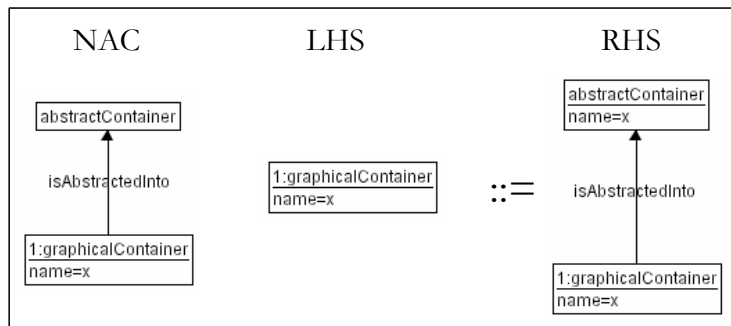 NAC LHS RHS
abstractContainer
isAbstractedInto
1:graphicalContainer
name=x
1:graphicalContainer
name=x
::=
abstractContainer
name=x
isAbstractedInto
1:graphicalContainer
name=x